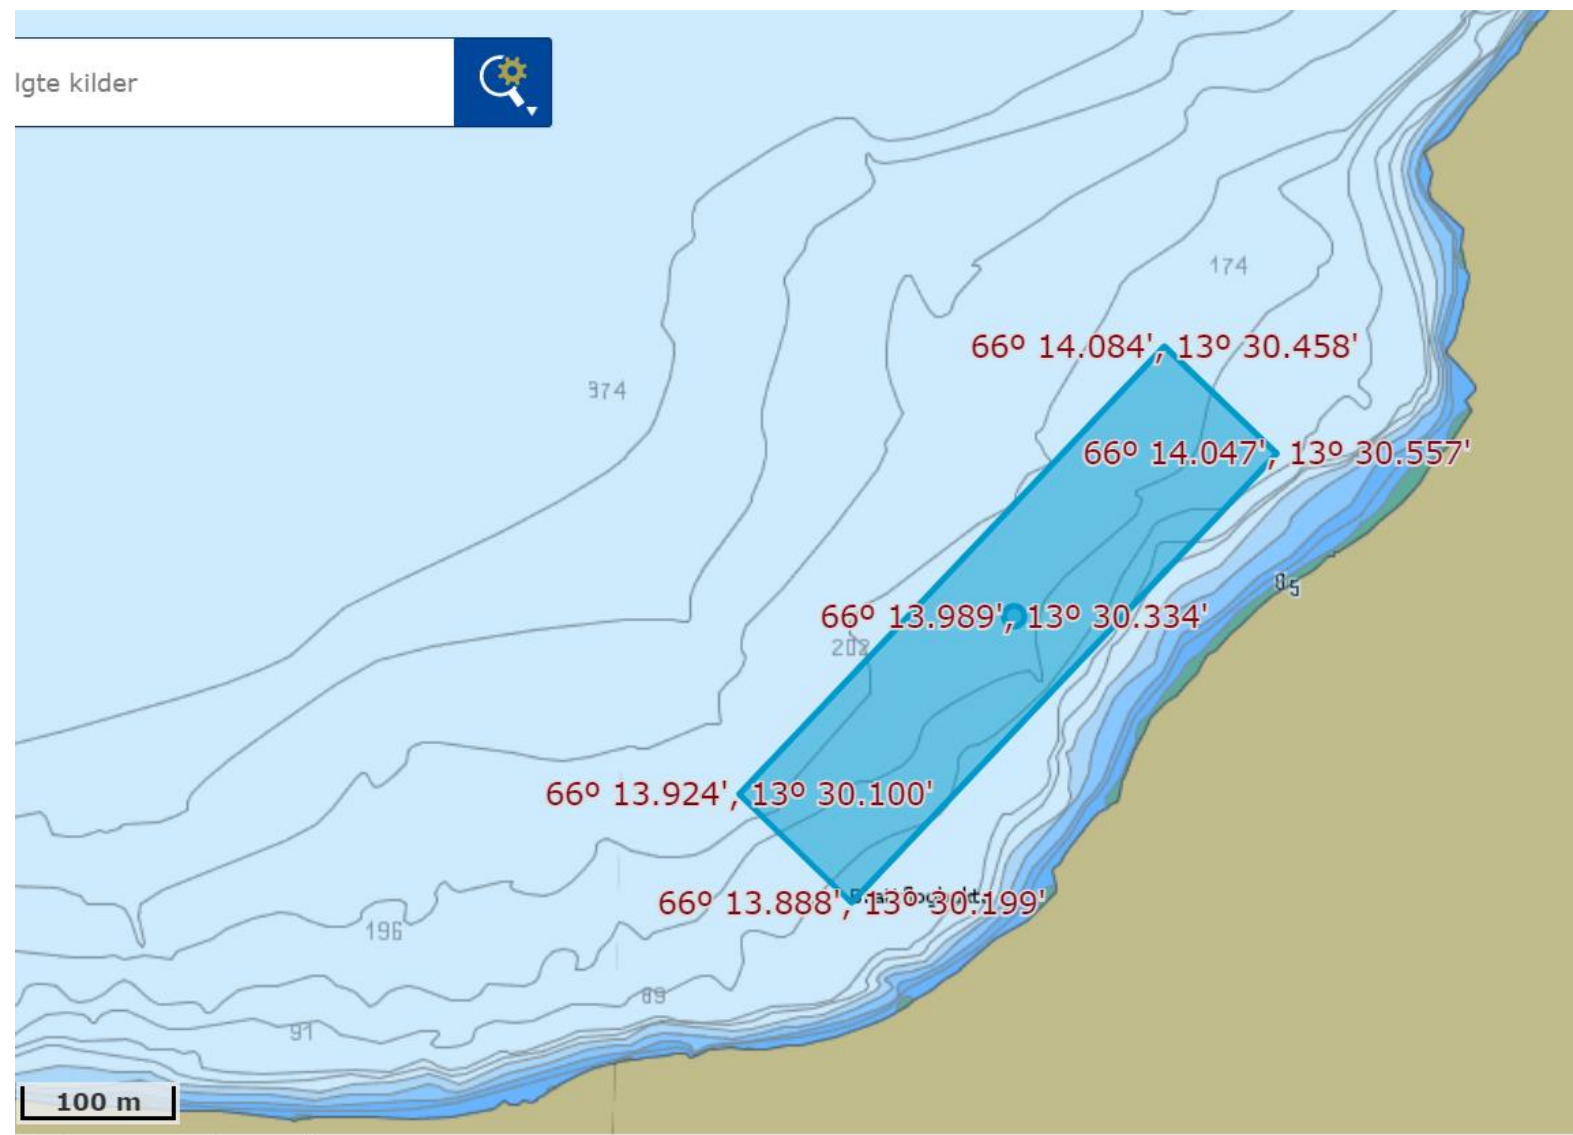 lgte kilder
174
66º 14.084', 13º 30.458'
374
66º 14.047', 13º 30.557'
85
66º 13.989', 13º 30.334'
202
66º 13.924', 13º 30.100'
66º 13.888', 13º 30.199'
196
89
91
100 m